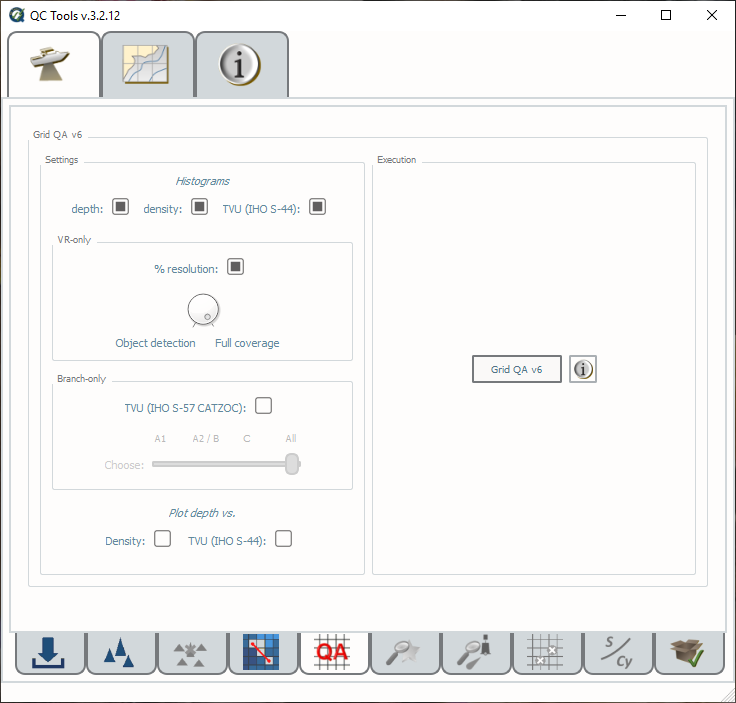 QC Tools v.3.2.12
Grid QA v6
Settings
Execution
Histograms
depth: density: TVU (IHO S-44):
VR-only
% resolution:
Object detection Full coverage
Grid QA v6
Branch-only
TVU (IHO S-57 CATZOC):
A1 A2 / B C All
Choose:
Plot depth vs.
Density: TVU (IHO S-44):
QA
S/Cy